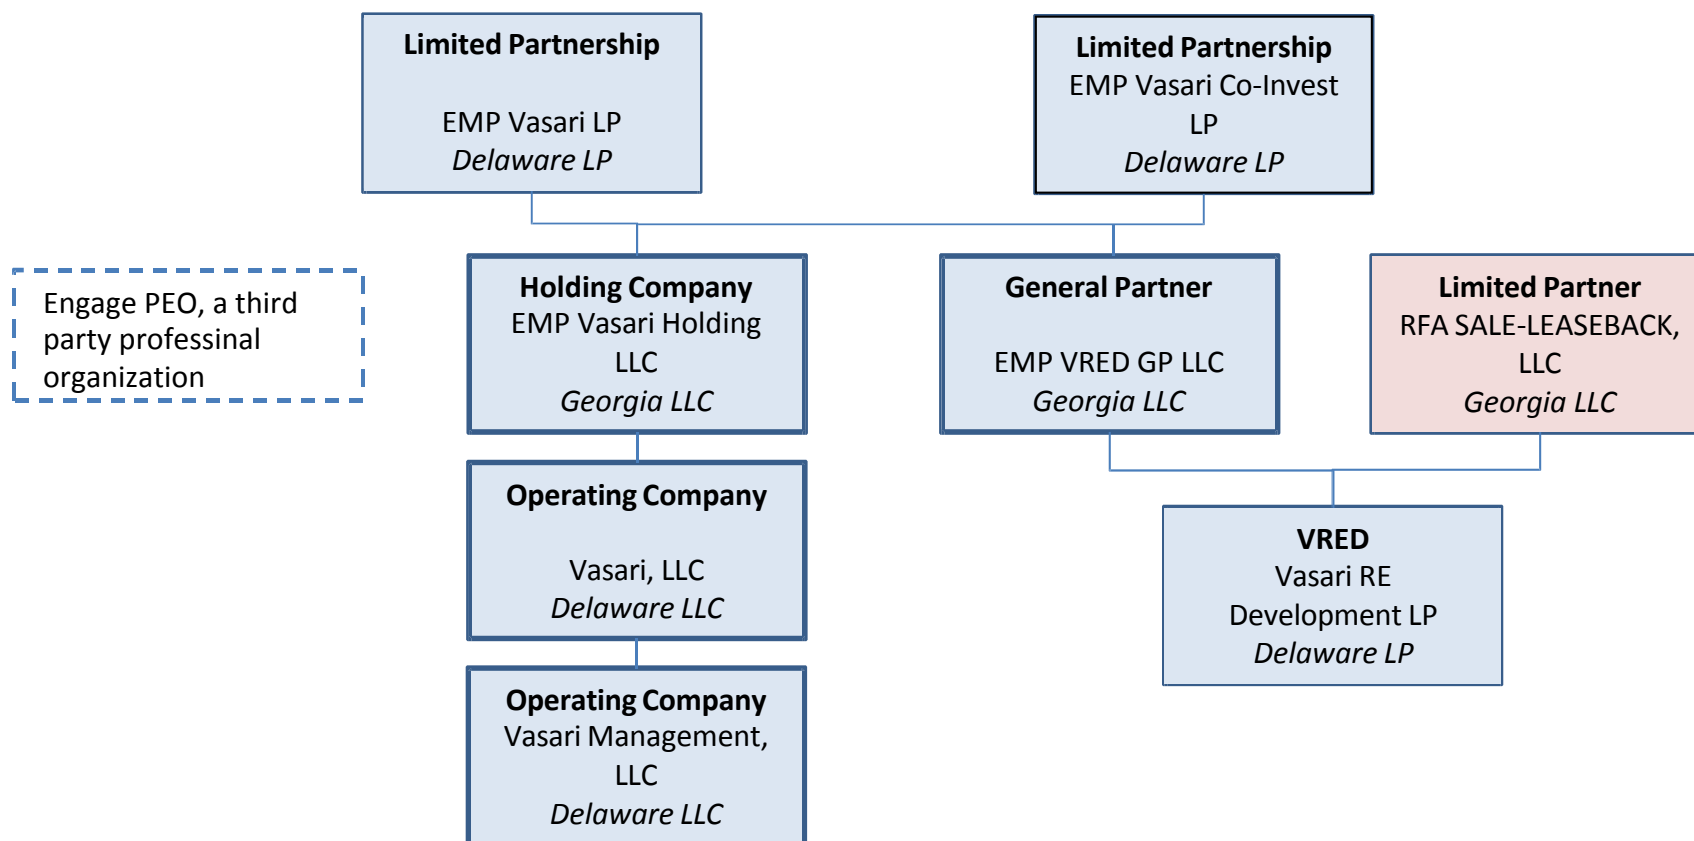 Limited Partnership
EMP Vasari LP
Delaware LP
Limited Partnership
EMP Vasari Co-Invest
LP
Delaware LP
Engage PEO, a third
party professinal
organization
Holding Company
EMP Vasari Holding
LLC
Georgia LLC
General Partner
EMP VRED GP LLC
Georgia LLC
Limited Partner
RFA SALE-LEASEBACK,
LLC
Georgia LLC
Operating Company
Vasari, LLC
Delaware LLC
VRED
Vasari RE
Development LP
Delaware LP
Operating Company
Vasari Management,
LLC
Delaware LLC